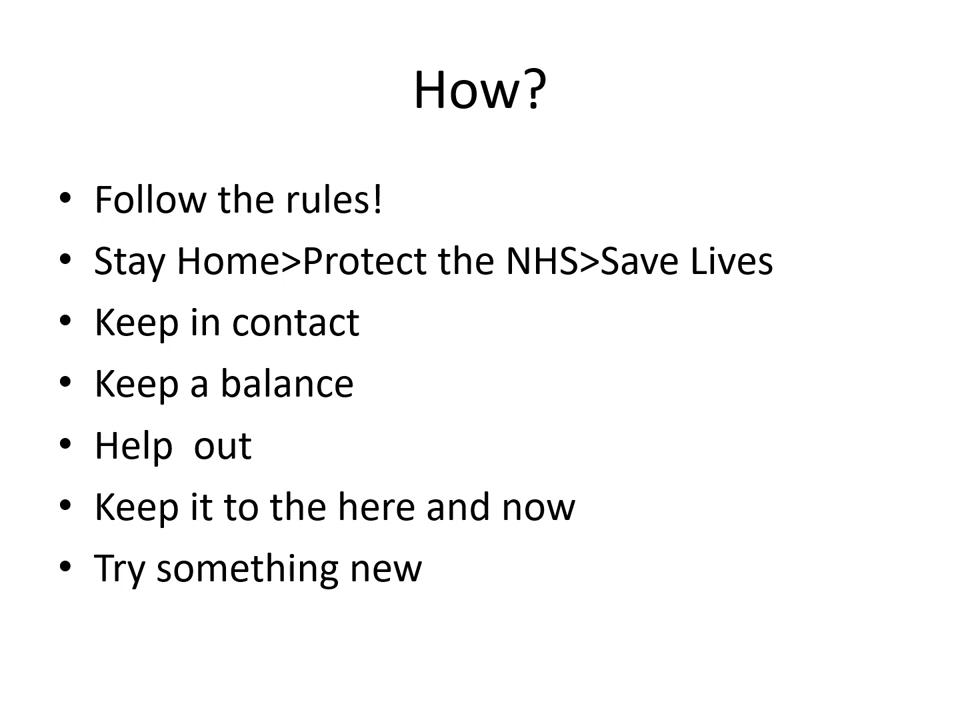 How?
• Follow the rules!
• Stay Home>Protect the NHS>Save Lives
• Keep in contact
• Keep a balance
• Help  out
• Keep it to the here and now
• Try something new